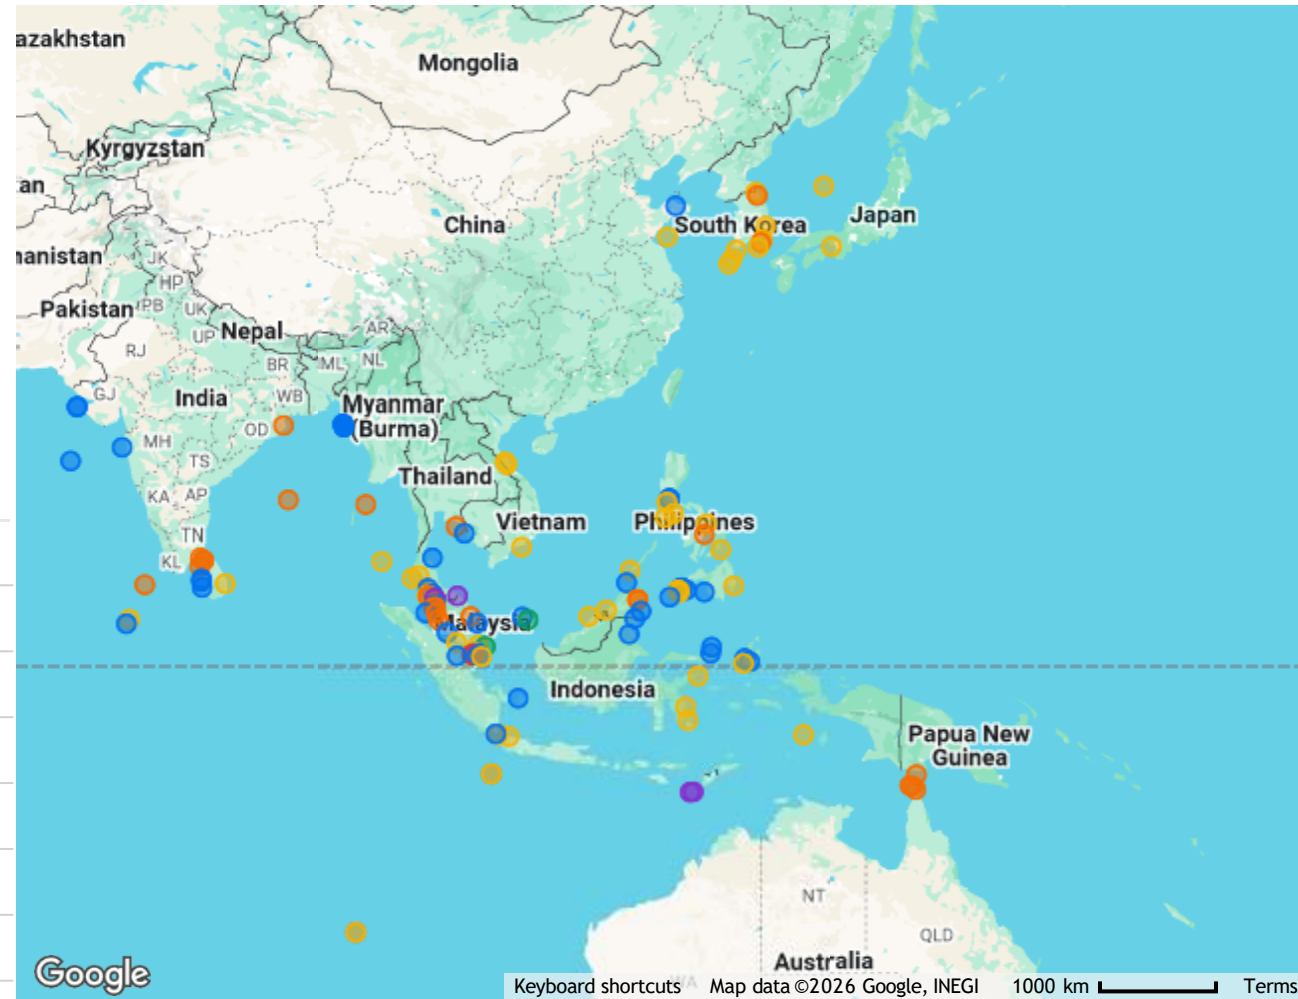 azakhstan
Mongolia
Kyrgyzstan
an
China
South Korea
Japan
hanistan
JK
HP
Pakistan
PB
UK
Nepal
AR
UP
RJ
BR
ML
NL
GJ
India
WB
Myanmar
(Burma)
OD
MH
TS
Thailand
KA
AP
Vietnam
Philippines
TN
KL
Malaysia
Indonesia
Papua New
Guinea
NT
QLD
Australia
WA
Google
Keyboard shortcuts
Map data ©2026 Google, INEGI
1000 km
Terms